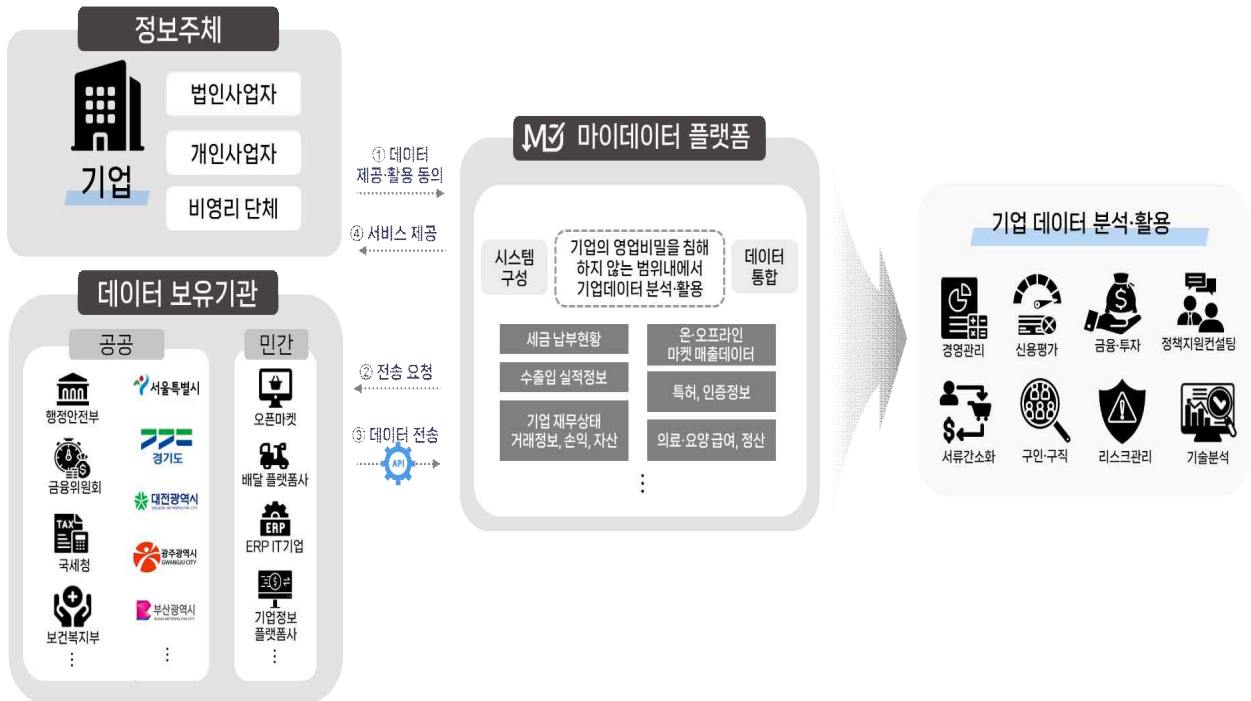 정보주체
기업
법인사업자
개인사업자
비영리 단체
① 데이터
제공·활용 동의
④ 서비스 제공
데이터 보유기관
공공
행정안전부
금융위원회
TAX
국세청
보건복지부
⋮
서울특별시
경기도
대전광역시
DAEJEON METROPOLITAN CITY
광주광역시
GWANGJU CITY
부산광역시
BUSAN METROPOLITAN CITY
⋮
민간
오픈마켓
배달 플랫폼사
ERP
ERP IT기업
기업정보
플랫폼사
⋮
② 전송 요청
③ 데이터 전송
API
마이데이터 플랫폼
시스템
구성
기업의 영업비밀을 침해
하지 않는 범위내에서
기업데이터 분석·활용
데이터
통합
세금 납부현황
수출입 실적정보
기업 재무상태
거래정보, 손익, 자산
온·오프라인
마켓 매출데이터
특허, 인증정보
의료·요양 급여, 정산
⋮
기업 데이터 분석·활용
경영관리
신용평가
금융·투자
정책지원컨설팅
서류간소화
구인·구직
리스크관리
기술분석